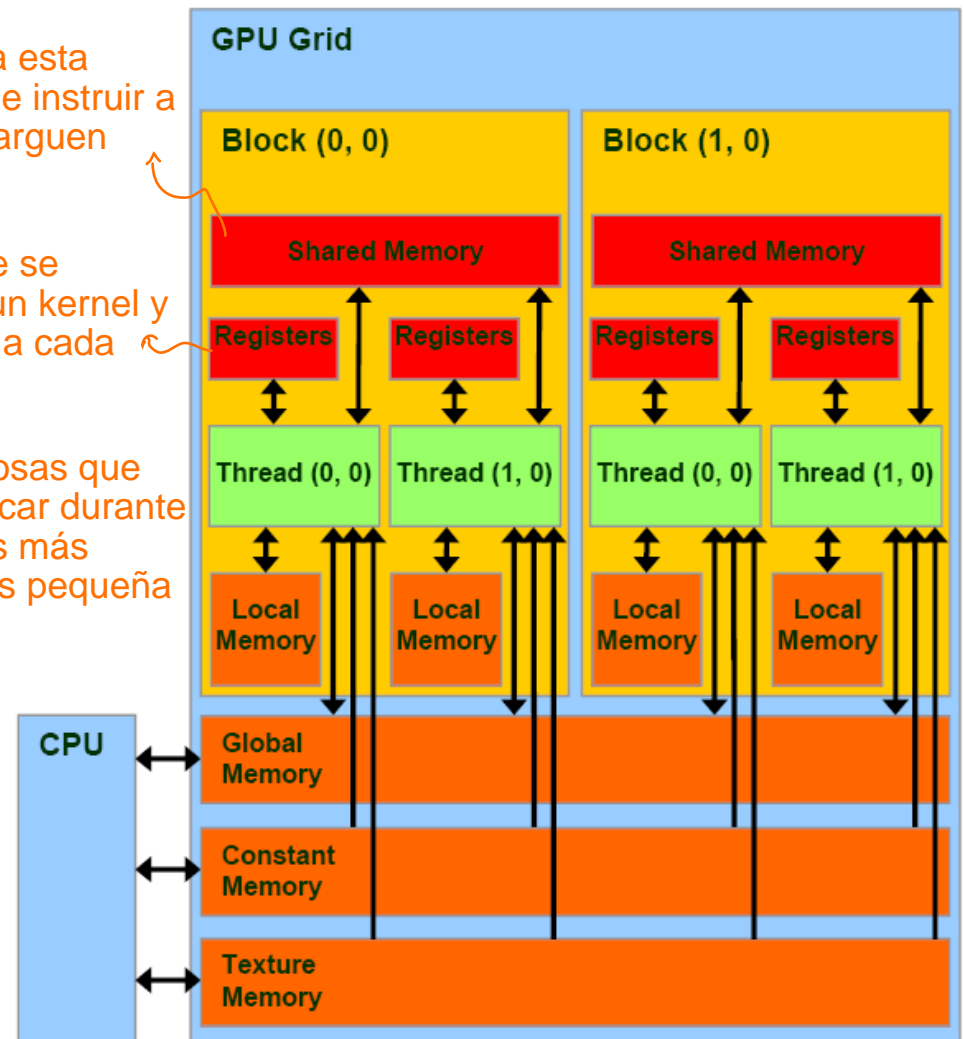 a esta
e instruir a
arguen
e se
un kernel y
a cada
osas que
car durante
s más
s pequeña
GPU Grid
Block (0, 0)
Shared Memory
Registers
Registers
Thread (0, 0)
Thread (1, 0)
Local
Memory
Local
Memory
Block (1, 0)
Shared Memory
Registers
Registers
Thread (0, 0)
Thread (1, 0)
Local
Memory
Local
Memory
CPU
Global
Memory
Constant
Memory
Texture
Memory